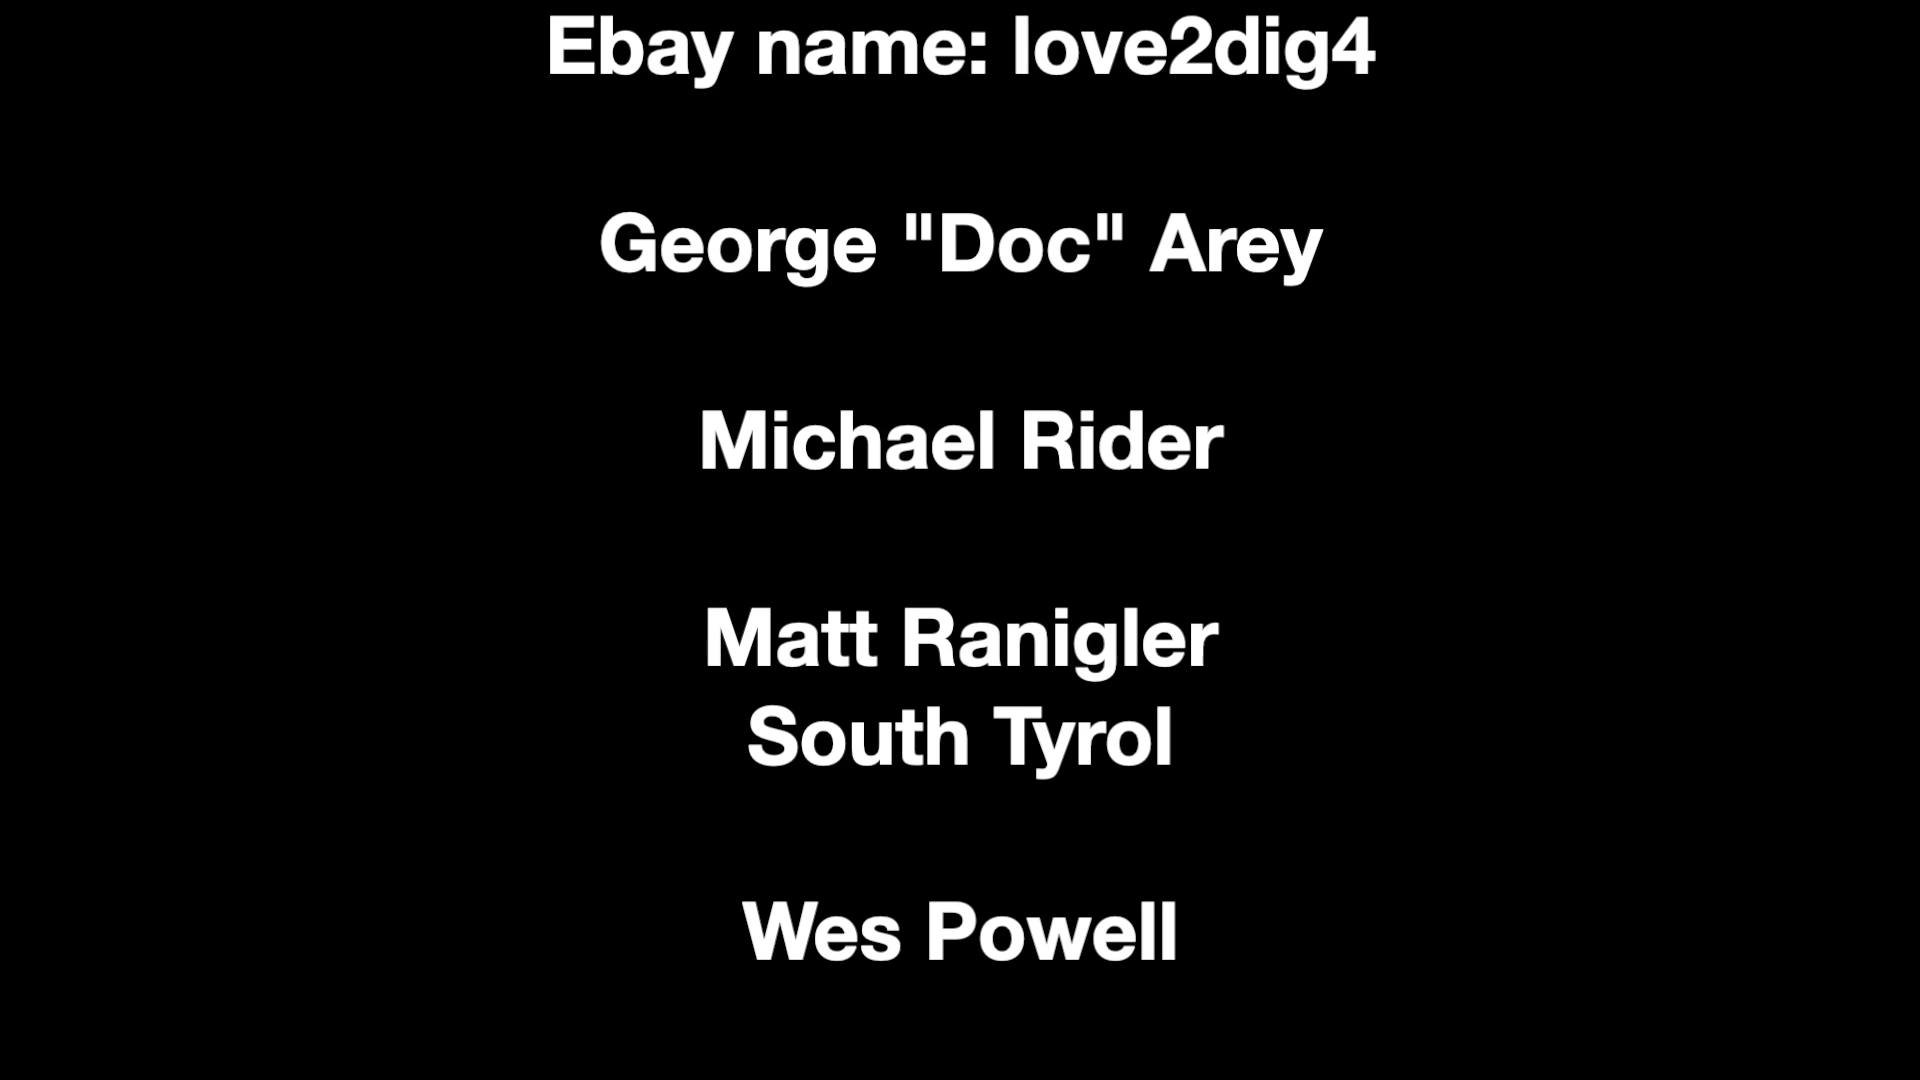 Ebay name: love2dig4
George "Doc" Arey
Michael Rider
Matt Ranigler
South Tyrol
Wes Powell